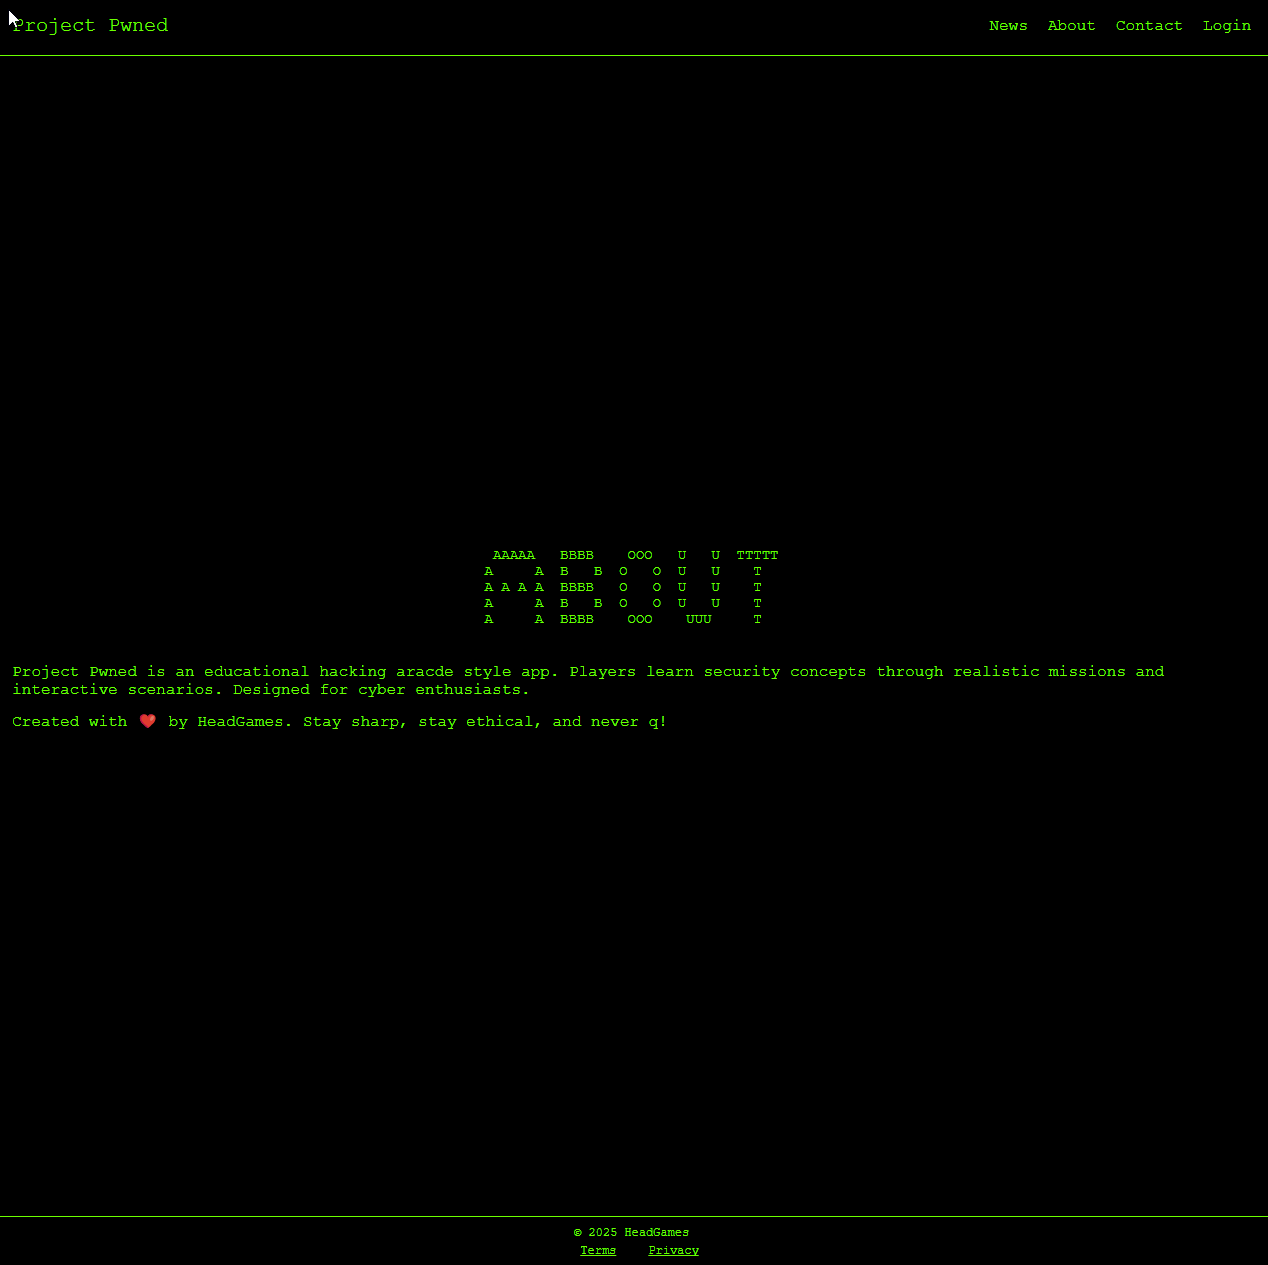 Project Pwned
News About Contact Login
 AAAAA   BBBB    OOO   U   U  TTTTT
A     A  B   B  O   O  U   U    T
A A A A  BBBB   O   O  U   U    T
A     A  B   B  O   O  U   U    T
A     A  BBBB    OOO    UUU     T
Project Pwned is an educational hacking aracde style app. Players learn security concepts through realistic missions and
interactive scenarios. Designed for cyber enthusiasts.
Created with ❤️ by HeadGames. Stay sharp, stay ethical, and never q!
© 2025 HeadGames
Terms Privacy